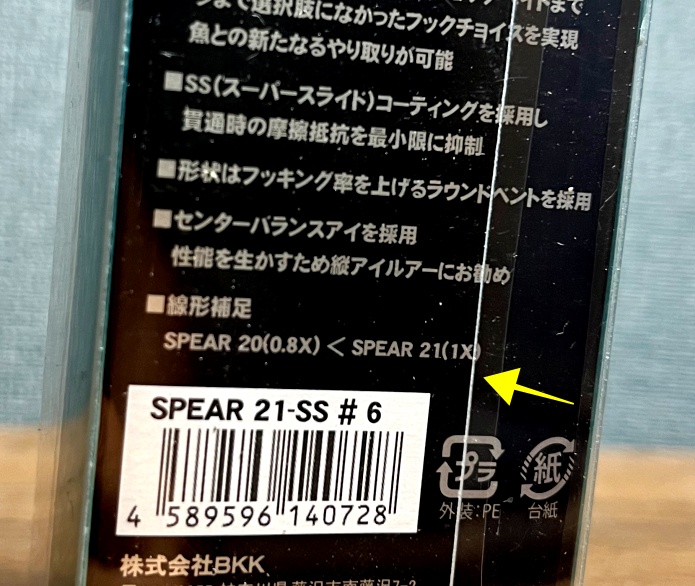 うまで選択肢になかったフックチョイスを実現
魚との新たなるやり取りが可能
■SS(スーパースライド)コーティングを採用し
貫通時の摩擦抵抗を最小限に抑制
■形状はフッキング率を上げるラウンドベントを採用
■センターバランスアイを採用
性能を生かすため縦アイルアーにお勧め
■線形補足
SPEAR 20(0.8X) < SPEAR 21(1X)
SPEAR 21-SS # 6
4 589596 140728
プラ
紙
外装:PE
台紙
株式会社BKK